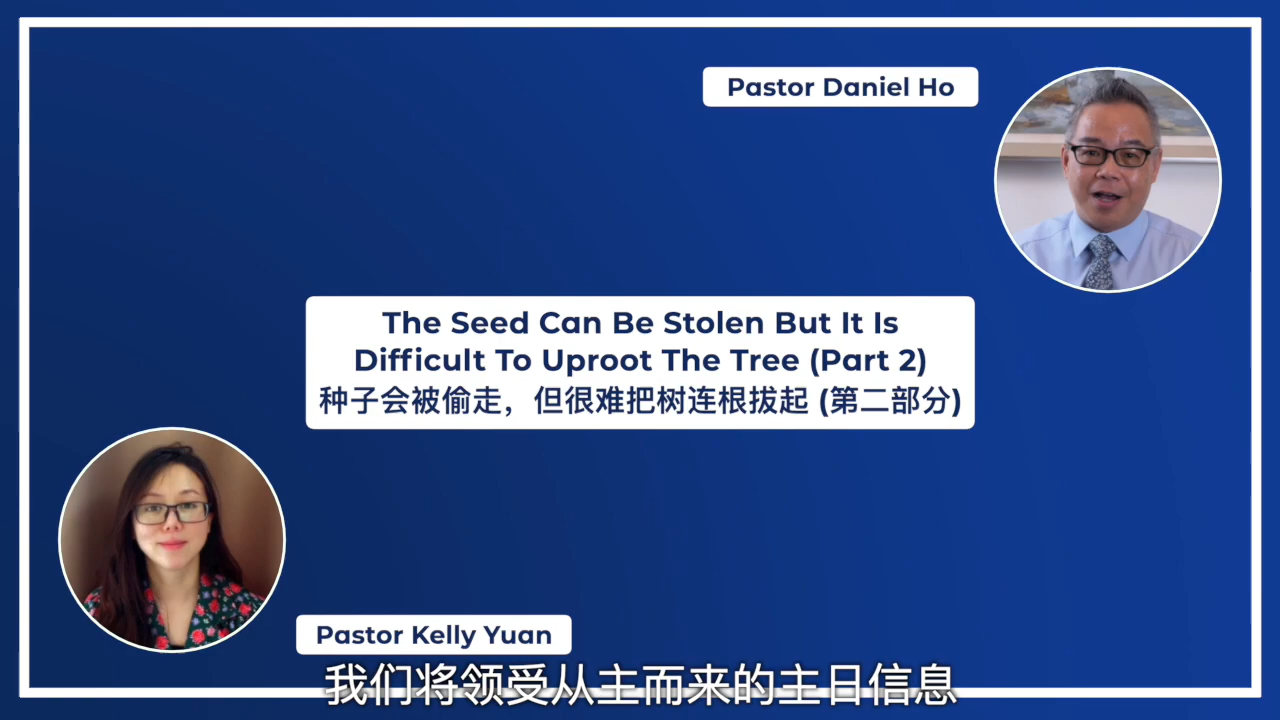 Pastor Daniel Ho
The Seed Can Be Stolen But It Is
Difficult To Uproot The Tree (Part 2)
种子会被偷走，但很难把树连根拔起 (第二部分)
Pastor Kelly Yuan
我们将领受从主而来的主日信息